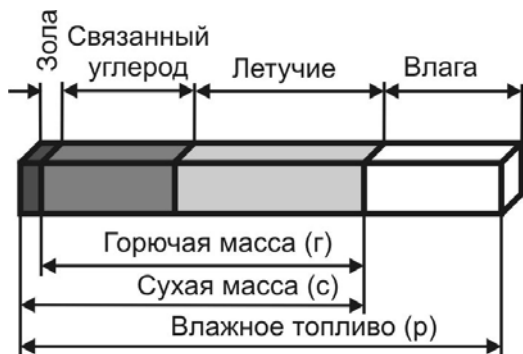 Зола
Связанный
углерод
Летучие
Влага
Горючая масса (г)
Сухая масса (с)
Влажное топливо (р)